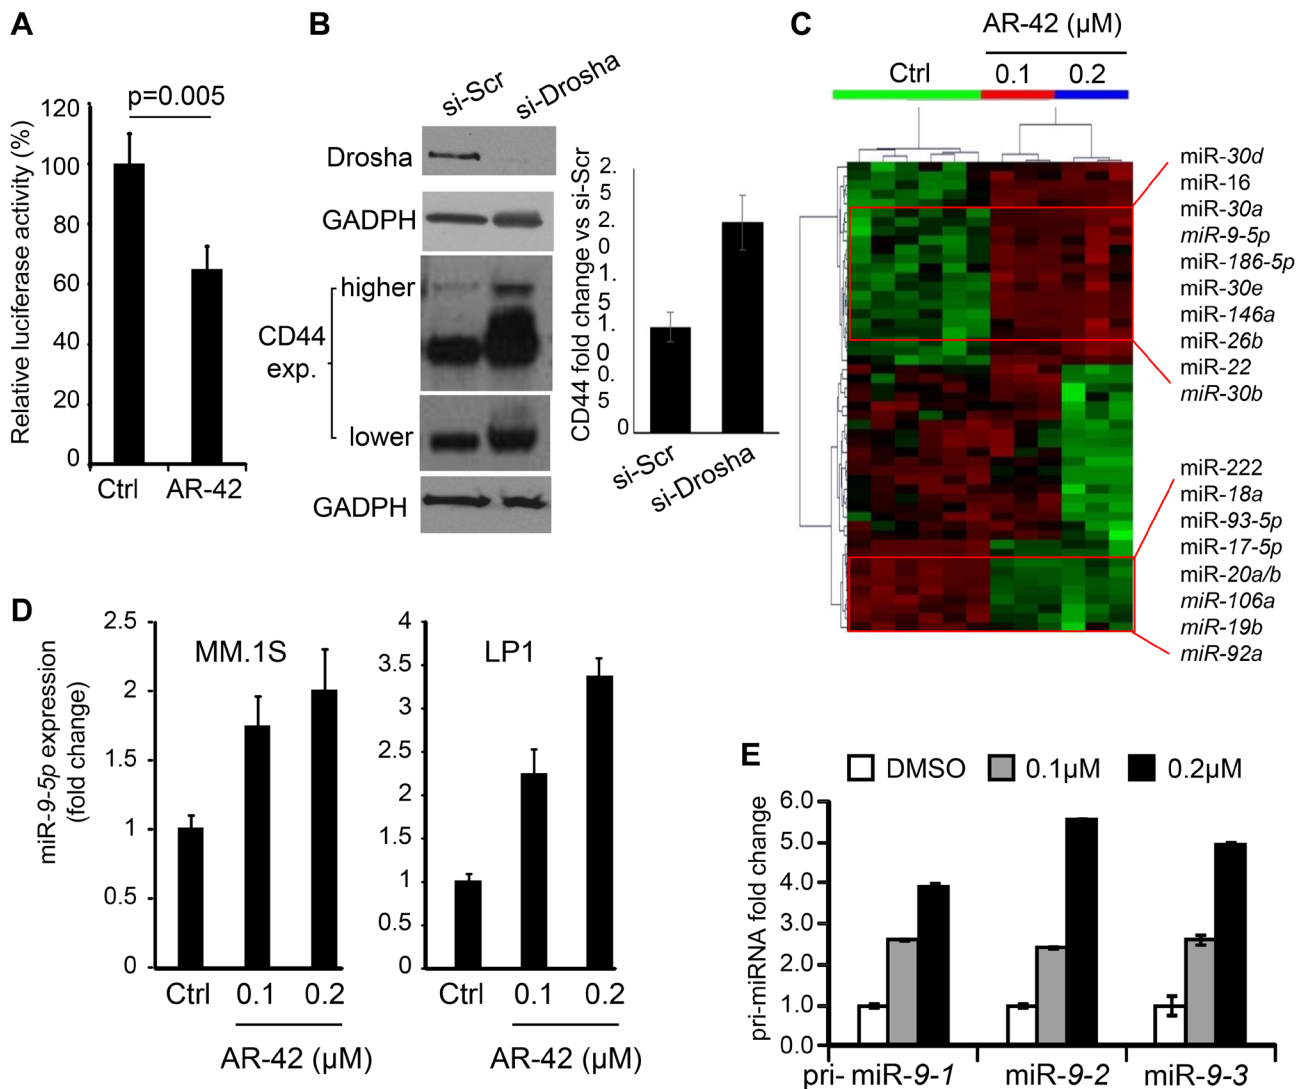 A
Relative luciferase activity (%)
p=0.005
120
100
80
60
40
20
0
Ctrl
AR-42
B
si-Scr
si-Drosha
Drosha
GADPH
higher
CD44
exp.
lower
GADPH
CD44 fold change vs si-Scr
2.
5
2.
0
1.
5
1.
0
0.
5
0
si-Scr
si-Drosha
C
AR-42 (µM)
Ctrl
0.1
0.2
miR-30d
miR-16
miR-30a
miR-9-5p
miR-186-5p
miR-30e
miR-146a
miR-26b
miR-22
miR-30b
miR-222
miR-18a
miR-93-5p
miR-17-5p
miR-20a/b
miR-106a
miR-19b
miR-92a
D
miR-9-5p expression
(fold change)
2.5
2
1.5
1
0.5
0
MM.1S
Ctrl
0.1
0.2
AR-42 (µM)
4
3.5
3
2.5
2
1.5
1
0.5
0
LP1
Ctrl
0.1
0.2
AR-42 (µM)
E
DMSO
0.1µM
0.2µM
pri-miRNA fold change
6.0
5.0
4.0
3.0
2.0
1.0
0.0
pri- miR-9-1
miR-9-2
miR-9-3